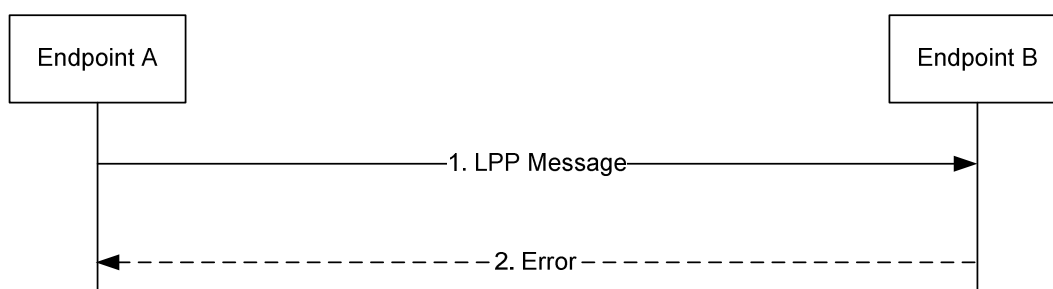 Endpoint A
Endpoint B
1. LPP Message
2. Error